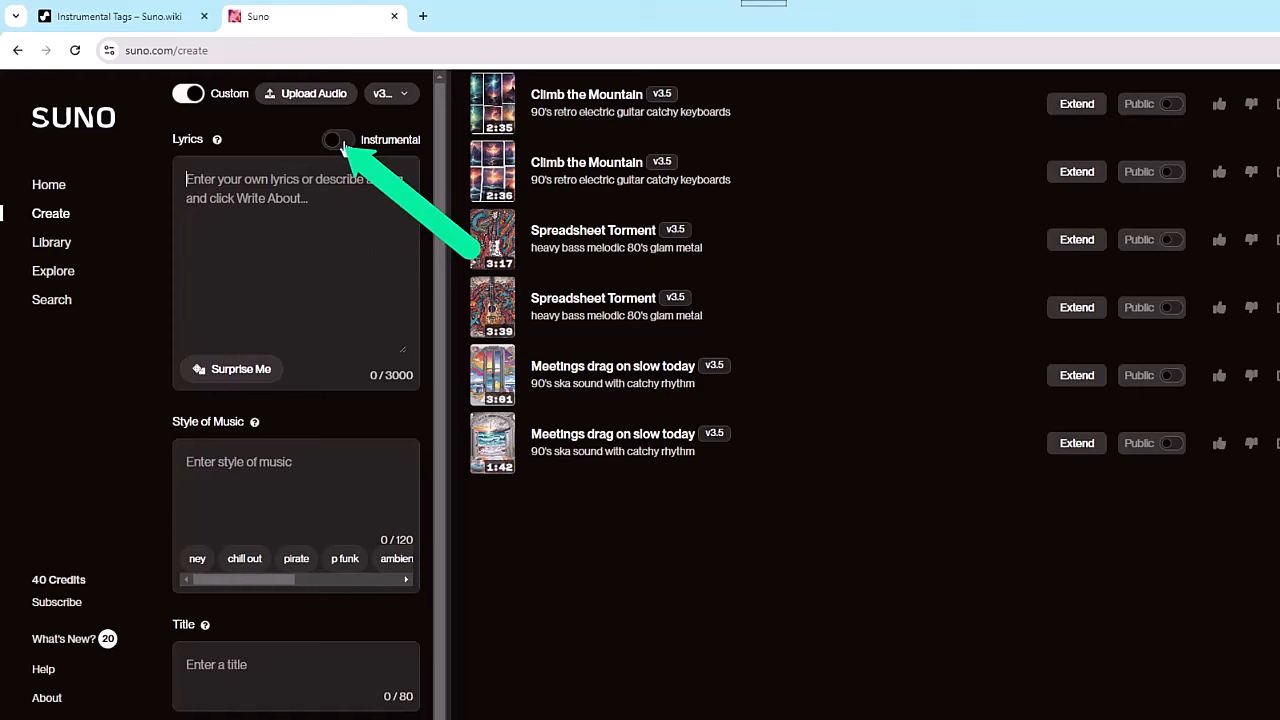 Instrumental Tags – Suno.wiki
Suno
suno.com/create
SUNO
Home
Create
Library
Explore
Search
40 Credits
Subscribe
What's New? 20
Help
About
Custom
Upload Audio
v3...
Lyrics
Instrumental
Enter your own lyrics or describe a
and click Write About...
Surprise Me
0 / 3000
Style of Music
Enter style of music
0 / 120
ney chill out pirate p funk ambien
Title
Enter a title
0 / 80
2:35
Climb the Mountain v3.5
90's retro electric guitar catchy keyboards
Extend Public
2:36
Climb the Mountain v3.5
90's retro electric guitar catchy keyboards
Extend Public
3:17
Spreadsheet Torment v3.5
heavy bass melodic 80's glam metal
Extend Public
3:39
Spreadsheet Torment v3.5
heavy bass melodic 80's glam metal
Extend Public
3:01
Meetings drag on slow today v3.5
90's ska sound with catchy rhythm
Extend Public
1:42
Meetings drag on slow today v3.5
90's ska sound with catchy rhythm
Extend Public